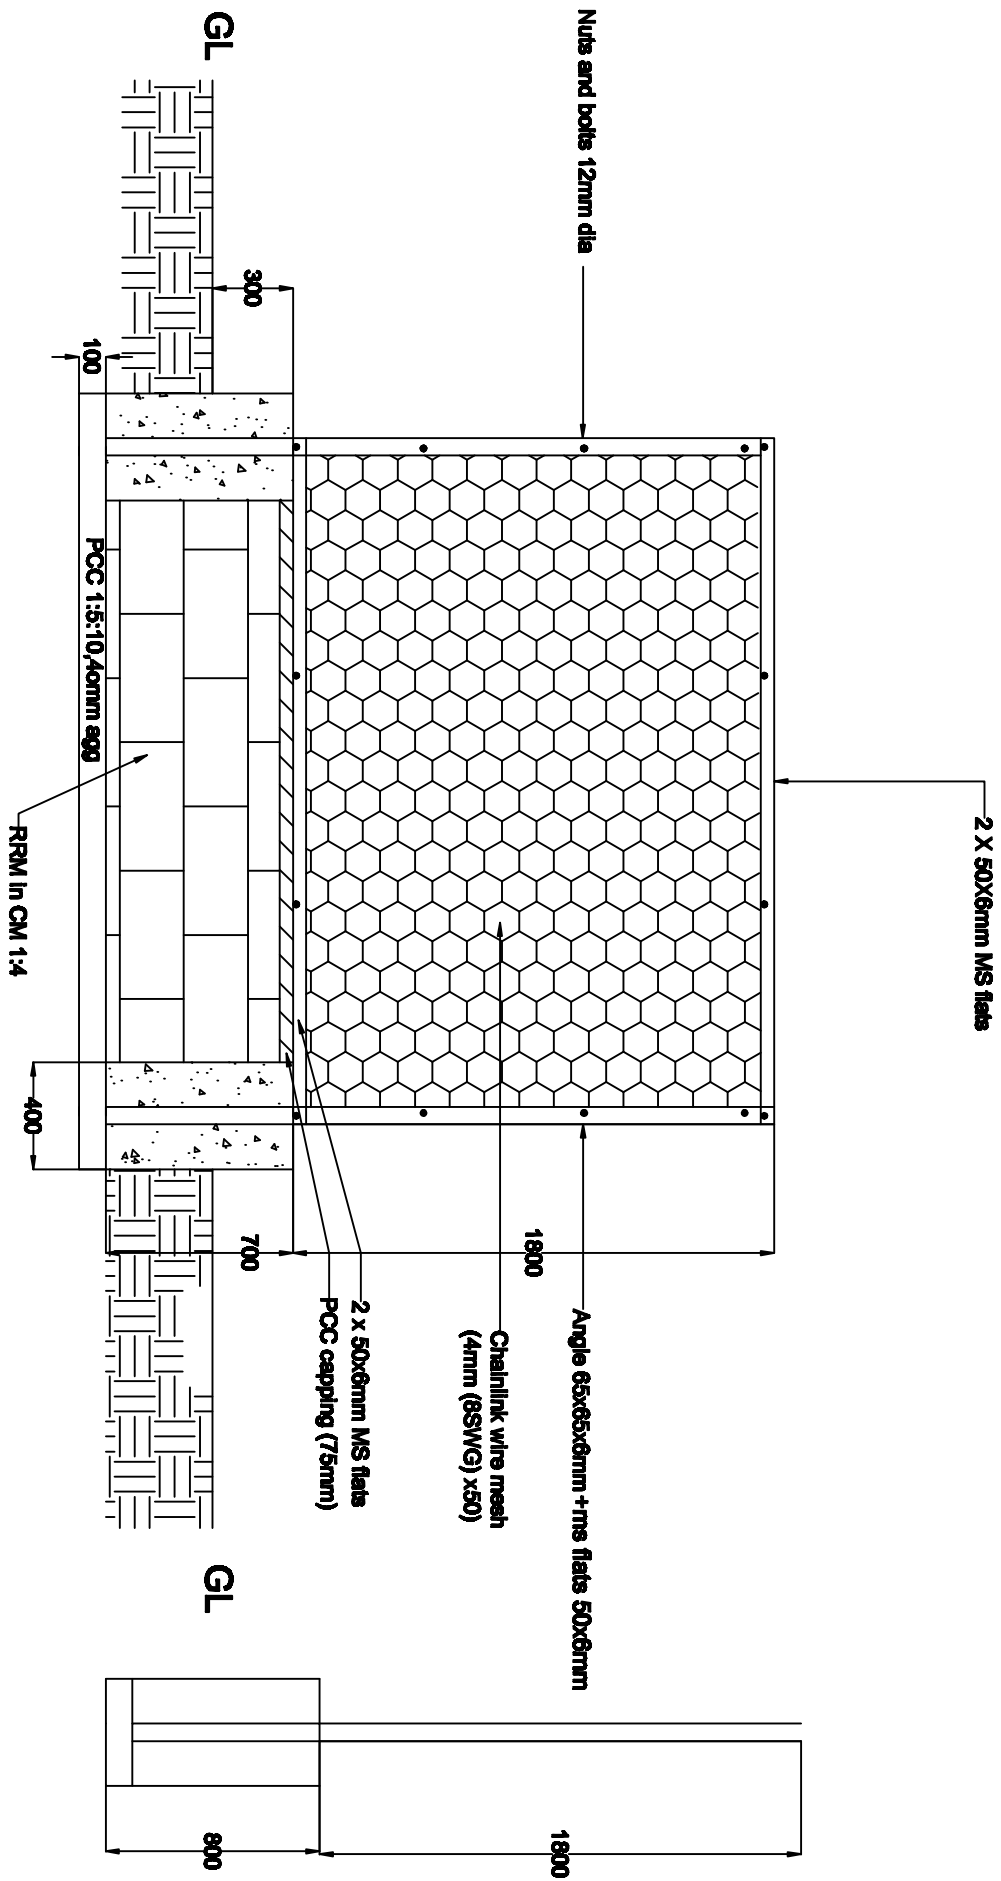 2 X 50X6mm MS flats
Nuts and bolts 12mm dia
Angle 65x65x6mm+ms flats 50x6mm
1800
1800
Chainlink wire mesh
(4mm (8SWG) x50)
2 x 50x6mm MS flats
PCC capping (75mm)
300
700
GL
GL
800
100
PCC 1:5:10,4omm agg
400
RRM in CM 1:4